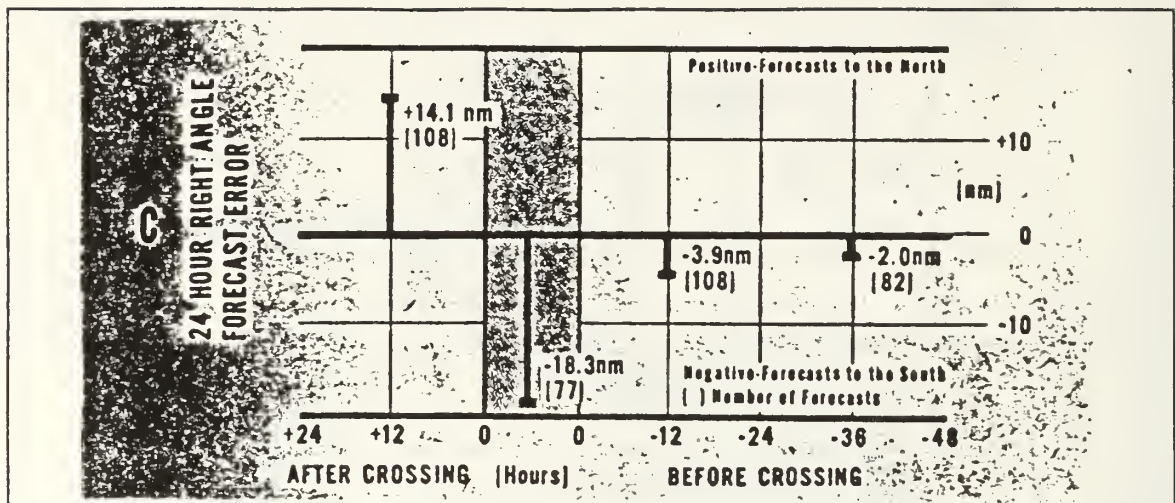 C
24 HOUR RIGHT ANGLE
FORECAST ERROR
Positive-Forecasts to the North
+14.1 nm
(108)
+10
(nm)
0
-3.9nm
(108)
-2.0nm
(82)
-10
-18.3nm
(77)
Negative-Forecasts to the South
( ) Number of Forecasts
+24 +12 0 0 -12 -24 -36 -48
AFTER CROSSING (Hours) BEFORE CROSSING